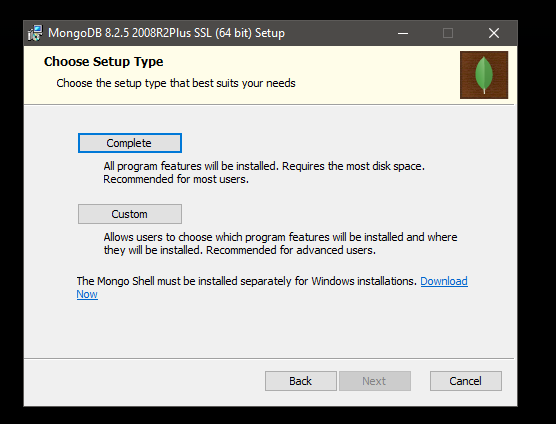 MongoDB 8.2.5 2008R2Plus SSL (64 bit) Setup
Choose Setup Type
Choose the setup type that best suits your needs
Complete
All program features will be installed. Requires the most disk space.
Recommended for most users.
Custom
Allows users to choose which program features will be installed and where
they will be installed. Recommended for advanced users.
The Mongo Shell must be installed separately for Windows installations. Download
Now
Back Next Cancel